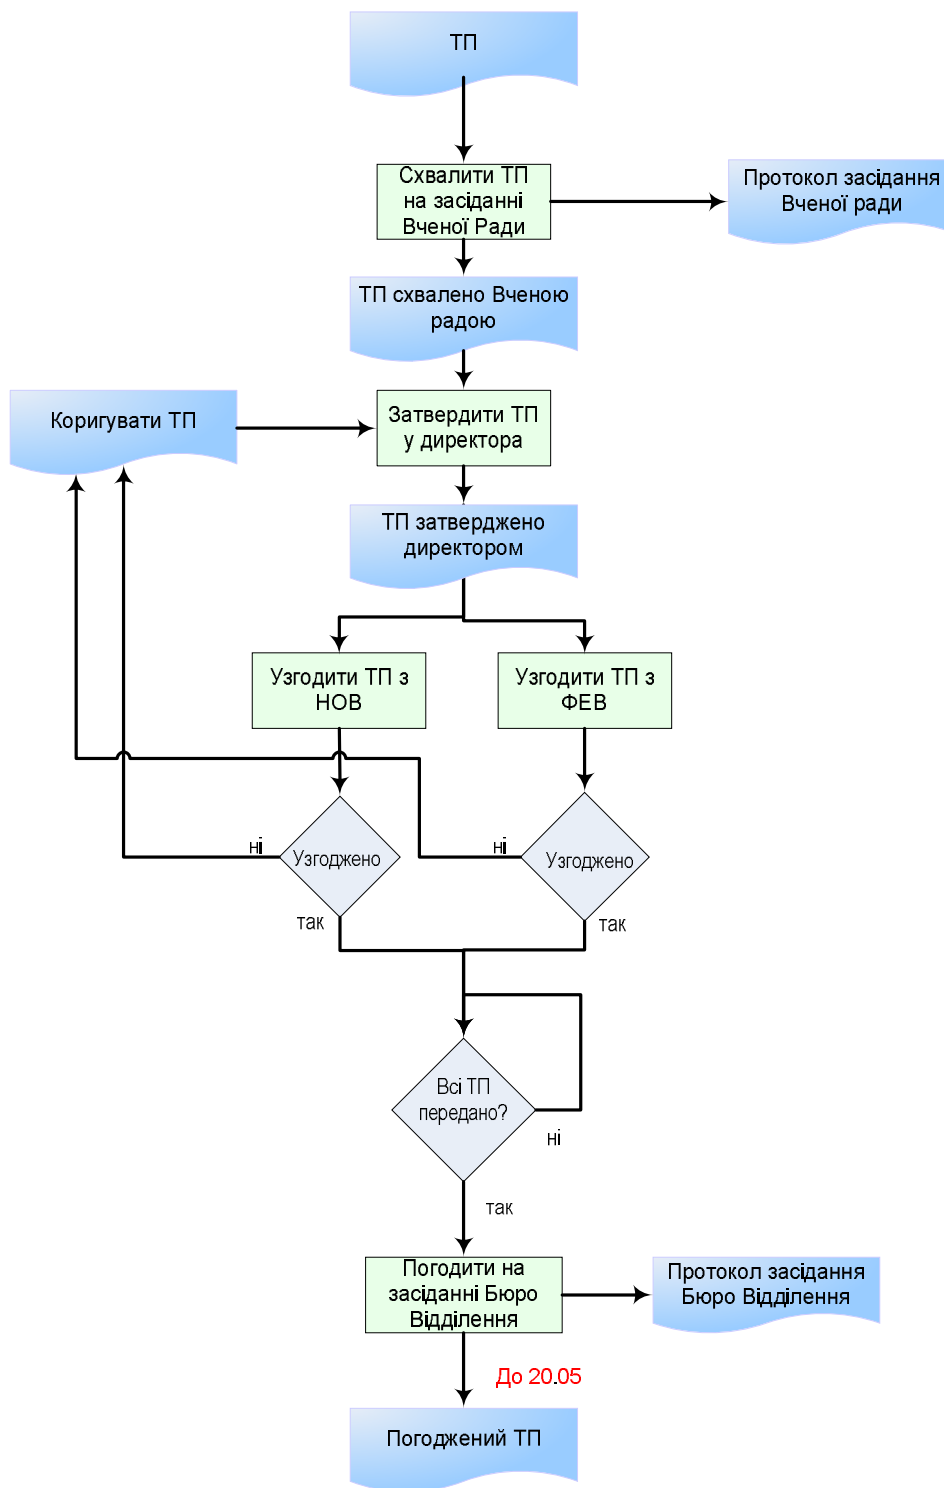 ТП
Схвалити ТП
на засіданні
Вченої Ради
Протокол засідання
Вченої ради
ТП схвалено Вченою
радою
Коригувати ТП
Затвердити ТП
у директора
ТП затверджено
директором
Узгодити ТП з
НОВ
Узгодити ТП з
ФЕВ
ні
Узгоджено
ні
Узгоджено
так
так
Всі ТП
передано?
ні
так
Погодити на
засіданні Бюро
Відділення
Протокол засідання
Бюро Відділення
До 20.05
Погоджений ТП